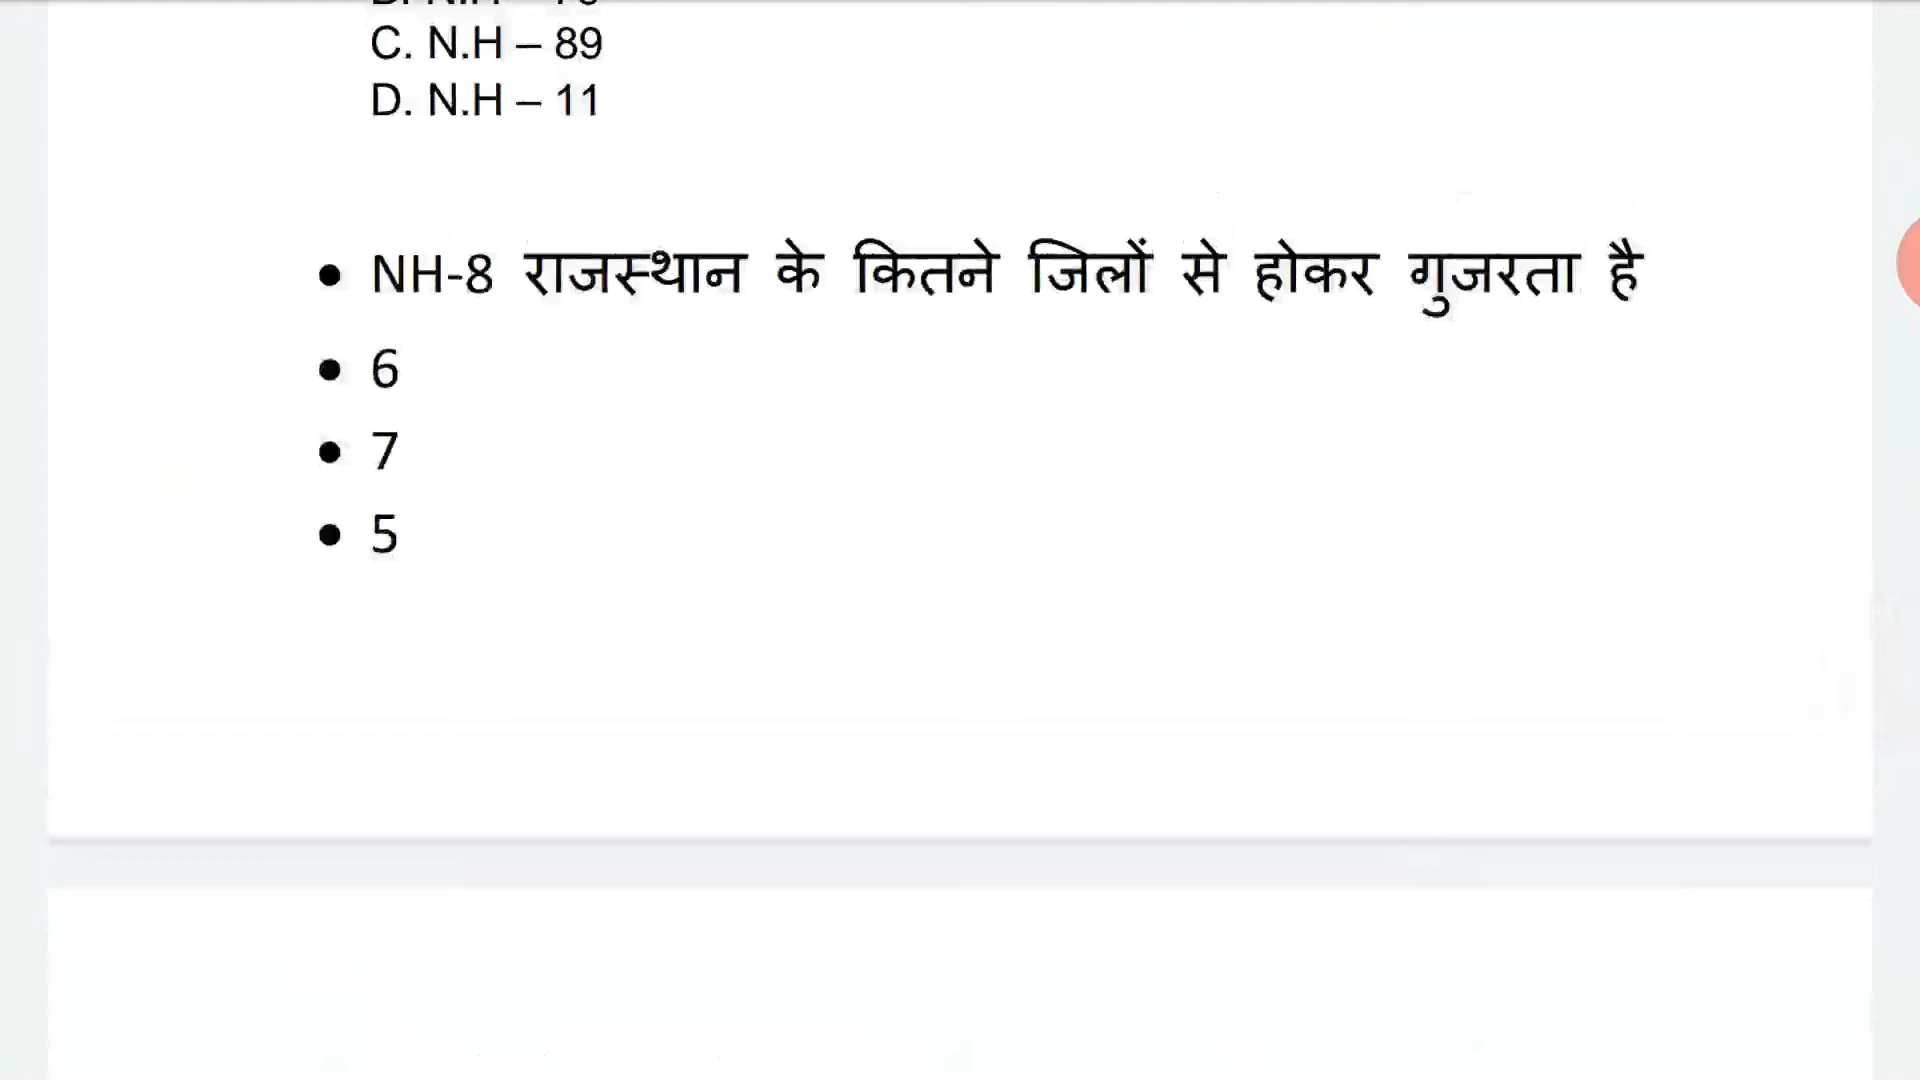 C. N.H – 89
D. N.H – 11
• NH-8 राजस्थान के कितने जिलों से होकर गुजरता है
• 6
• 7
• 5